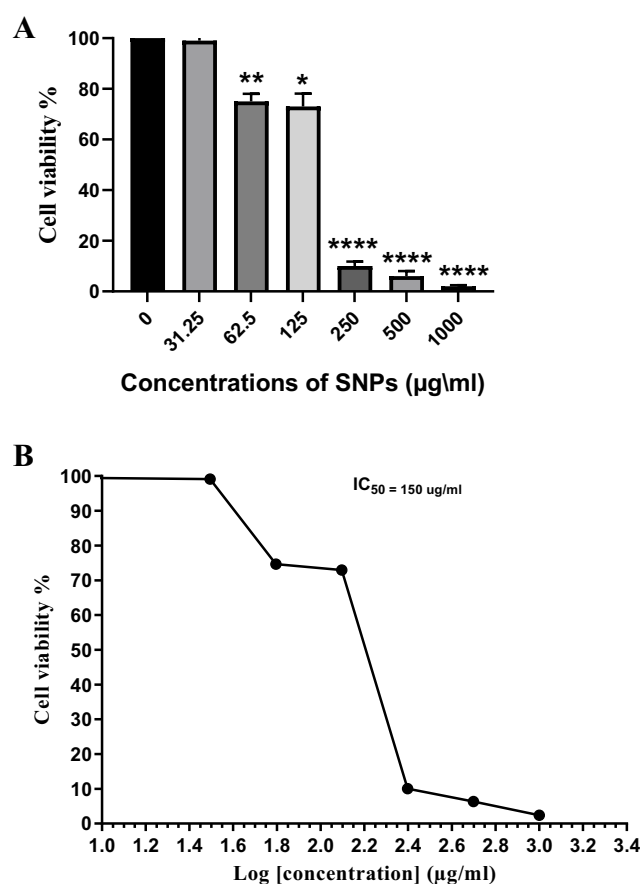 A
Cell viability %
100
80
60
40
20
0
** *
**** **** ****
0 31.25 62.5 125 250 500 1000
Concentrations of SNPs (µg\ml)
B
Cell viability %
100
90
80
70
60
50
40
30
20
10
0
IC50 = 150 ug/ml
1.0 1.2 1.4 1.6 1.8 2.0 2.2 2.4 2.6 2.8 3.0 3.2 3.4
Log [concentration] (µg/ml)